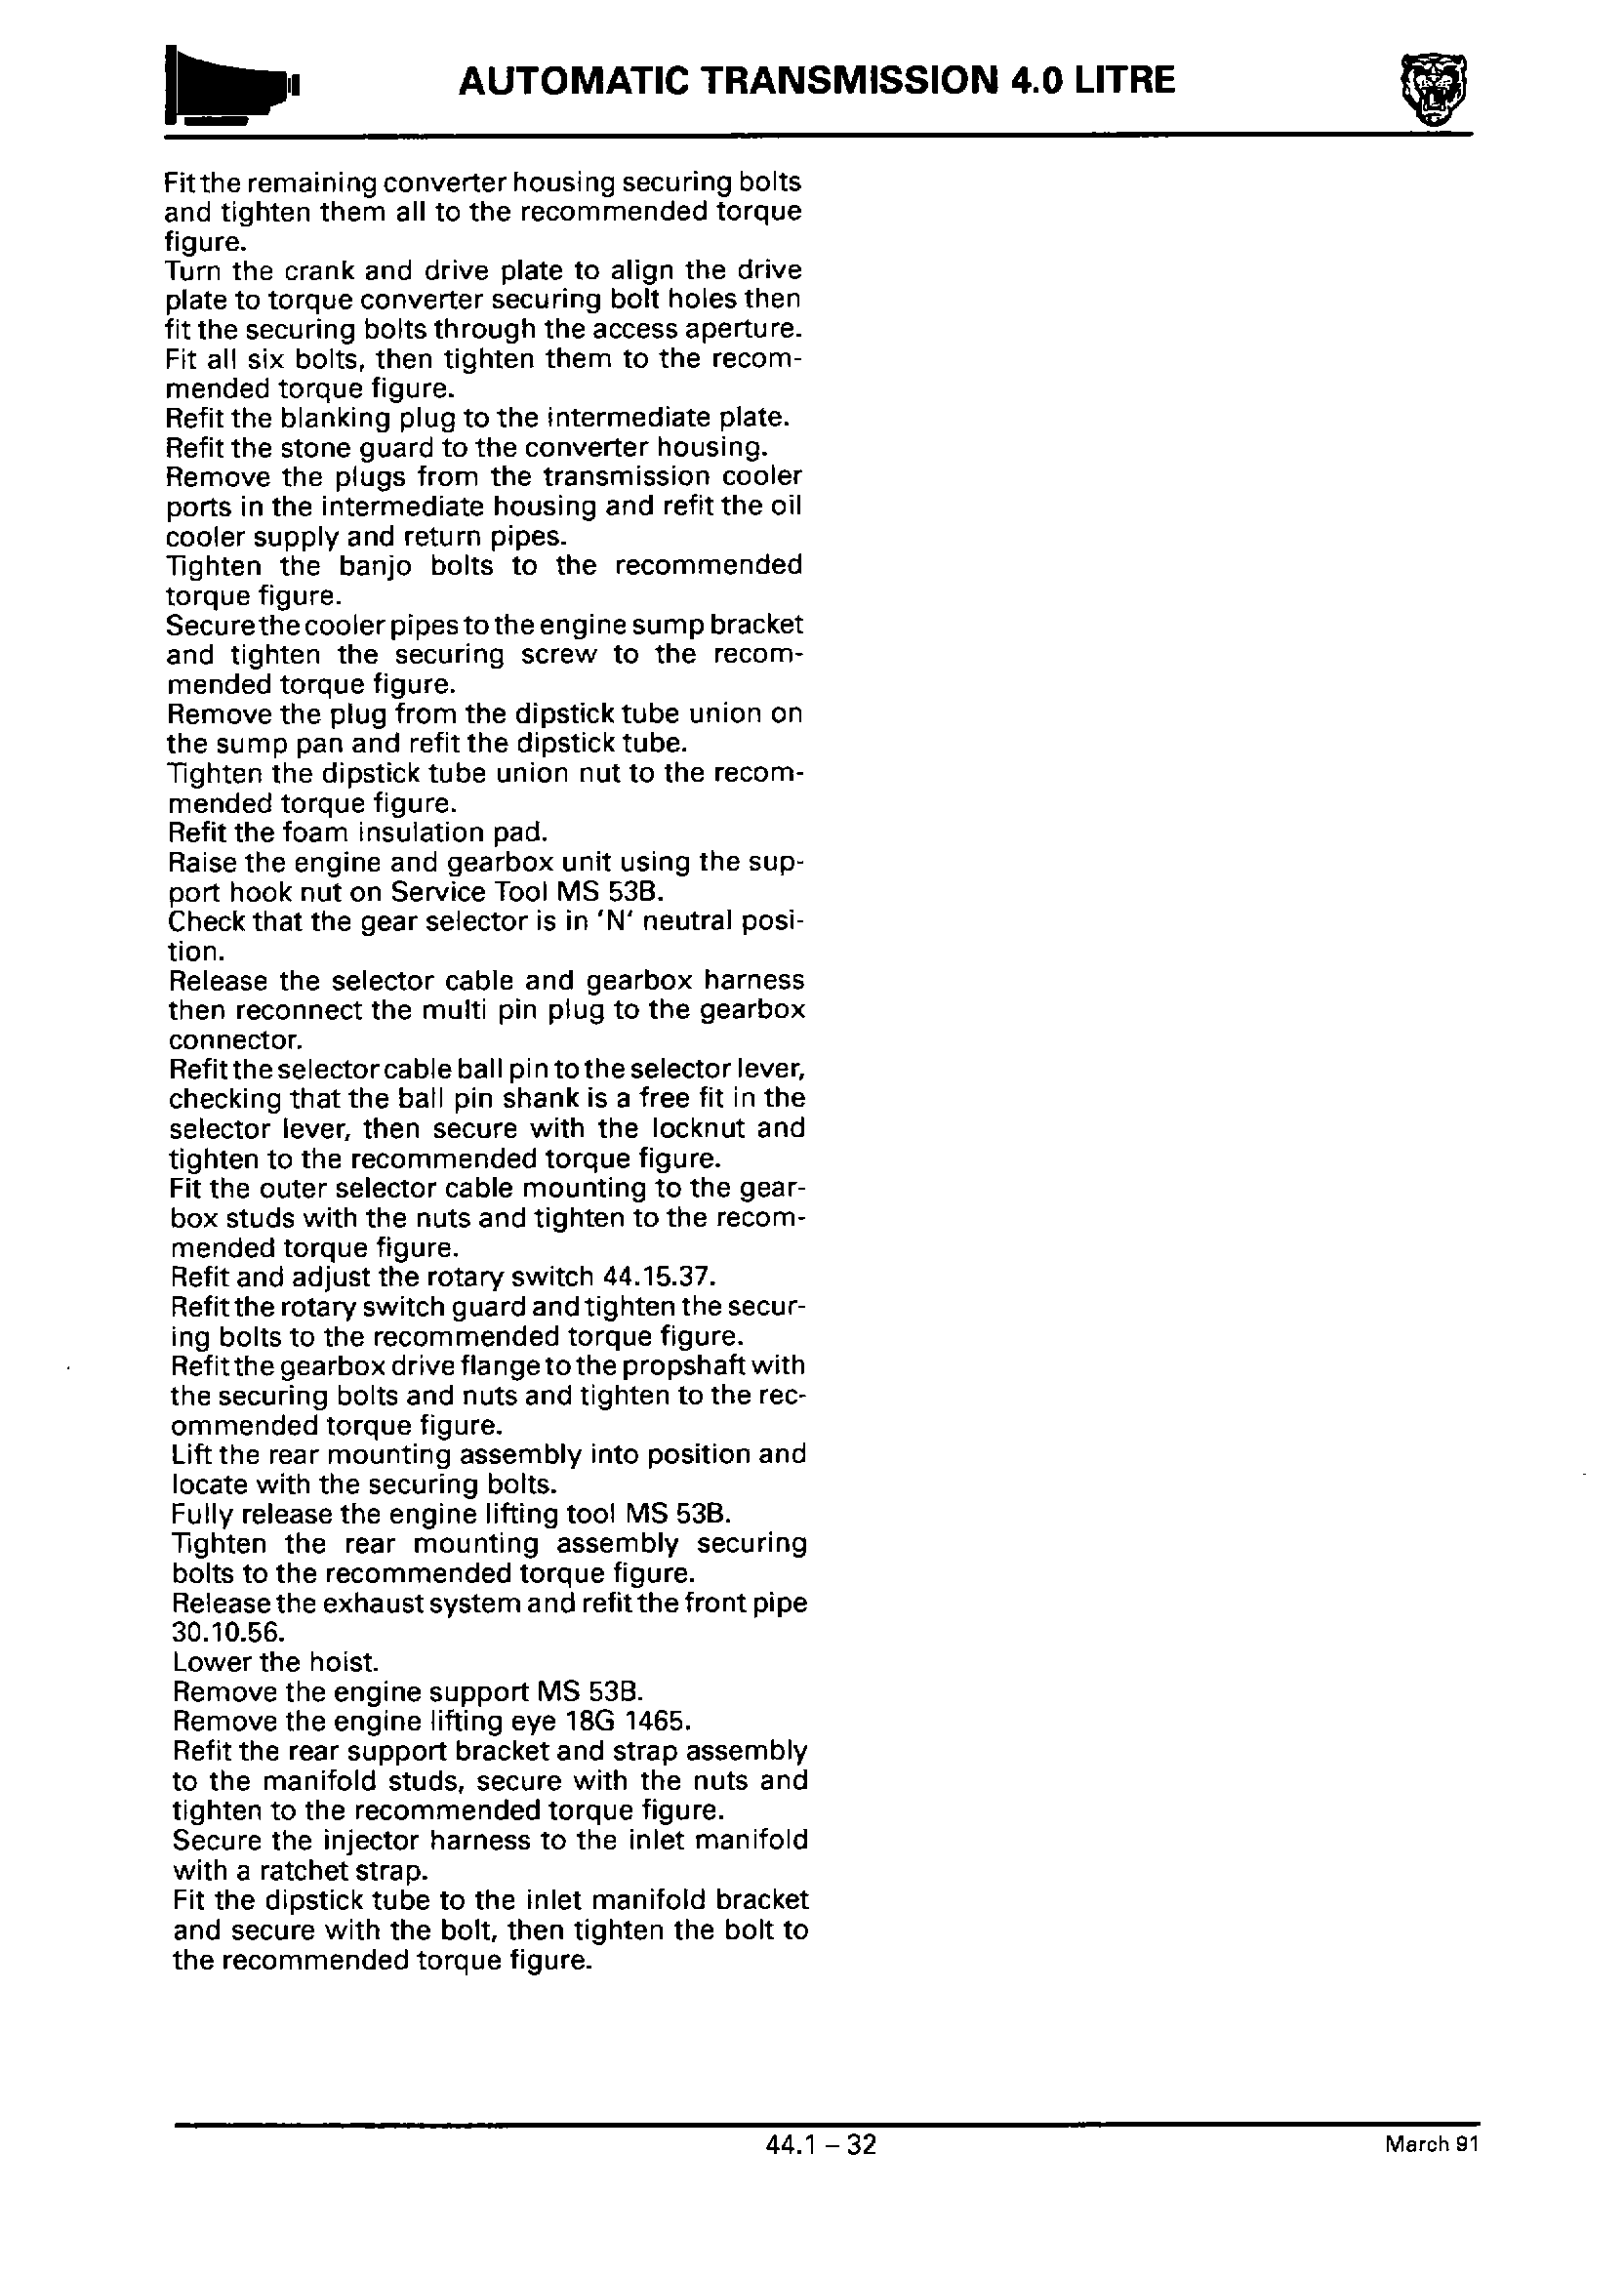 AUTOMATIC TRANSMISSION 4.0 LITRE
Fit the remaining converter housing securing bolts
and tighten them all to the recommended torque
figure.
Turn the crank and drive plate to align the drive
plate to torque converter securing bolt holes then
fit the securing bolts through the access aperture.
Fit all six bolts, then tighten them to the recom-
mended torque figure.
Refit the blanking plug to the intermediate plate.
Refit the stone guard to the converter housing.
Remove the plugs from the transmission cooler
ports in the intermediate housing and refit the oil
cooler supply and return pipes.
Tighten the banjo bolts to the recommended
torque figure.
Secure the cooler pipes to the engine sump bracket
and tighten the securing screw to the recom-
mended torque figure.
Remove the plug from the dipstick tube union on
the sump pan and refit the dipstick tube.
Tighten the dipstick tube union nut to the recom-
mended torque figure.
Refit the foam insulation pad.
Raise the engine and gearbox unit using the sup-
port hook nut on Service Tool MS 53B.
Check that the gear selector is in 'N' neutral posi-
tion.
Release the selector cable and gearbox harness
then reconnect the multi pin plug to the gearbox
connector.
Refit the selector cable ball pin to the selector lever,
checking that the ball pin shank is a free fit in the
selector lever, then secure with the locknut and
tighten to the recommended torque figure.
Fit the outer selector cable mounting to the gear-
box studs with the nuts and tighten to the recom-
mended torque figure.
Refit and adjust the rotary switch 44.15.37.
Refit the rotary switch guard and tighten the secur-
ing bolts to the recommended torque figure.
Refit the gearbox drive flange to the propshaft with
the securing bolts and nuts and tighten to the rec-
ommended torque figure.
Lift the rear mounting assembly into position and
locate with the securing bolts.
Fully release the engine lifting tool MS 53B.
Tighten the rear mounting assembly securing
bolts to the recommended torque figure.
Release the exhaust system and refit the front pipe
30.10.56.
Lower the hoist.
Remove the engine support MS 53B.
Remove the engine lifting eye 18G 1465.
Refit the rear support bracket and strap assembly
to the manifold studs, secure with the nuts and
tighten to the recommended torque figure.
Secure the injector harness to the inlet manifold
with a ratchet strap.
Fit the dipstick tube to the inlet manifold bracket
and secure with the bolt, then tighten the bolt to
the recommended torque figure.
44.1 – 32
March 91